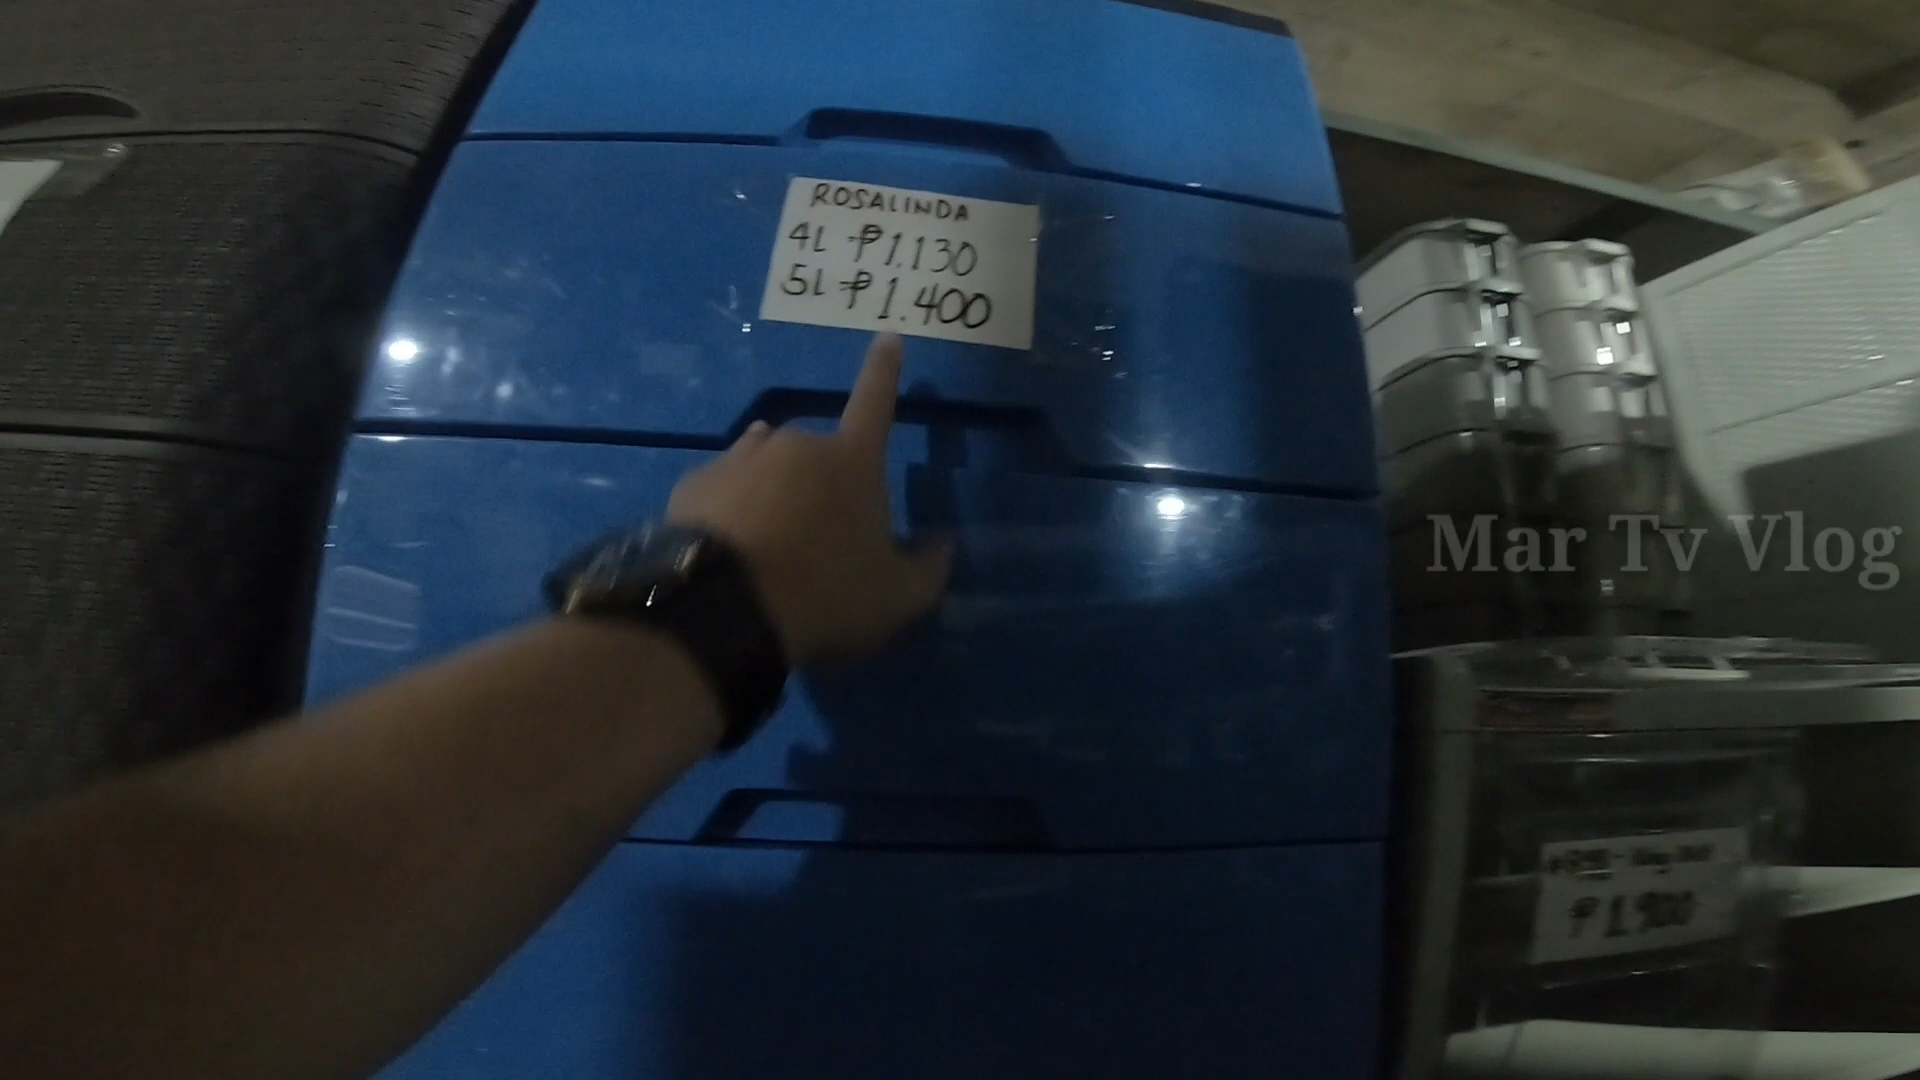 ROSALINDA
4L ₱1.130
5L ₱1.400
Mar Tv Vlog
₱1,900